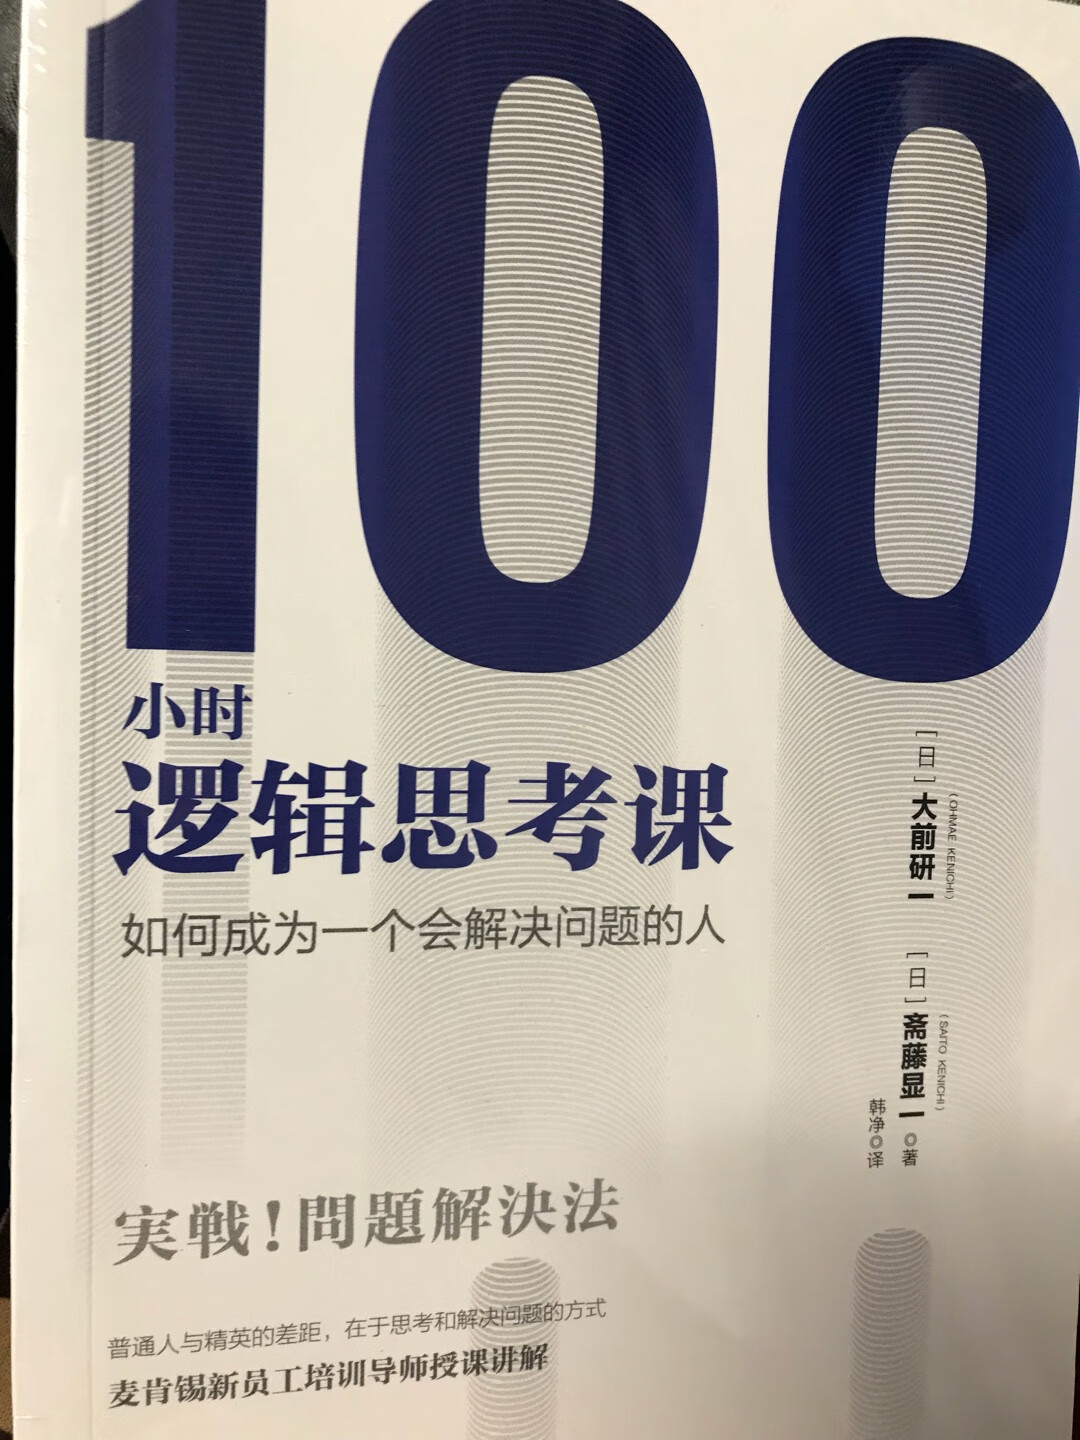 100
小时
逻辑思考课
如何成为一个会解决问题的人
[日]大前研一
(OHMAE KENICHI)
[日]斋藤显一◎著
(SAITO KENICHI)
韩净◎译
実戦!問題解決法
普通人与精英的差距，在于思考和解决问题的方式
麦肯锡新员工培训导师授课讲解